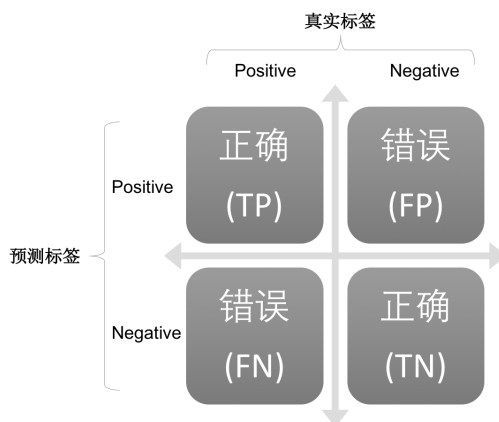 真实标签
Positive Negative
正确 错误
(TP) (FP)
Positive
预测标签
错误 正确
Negative
(FN) (TN)